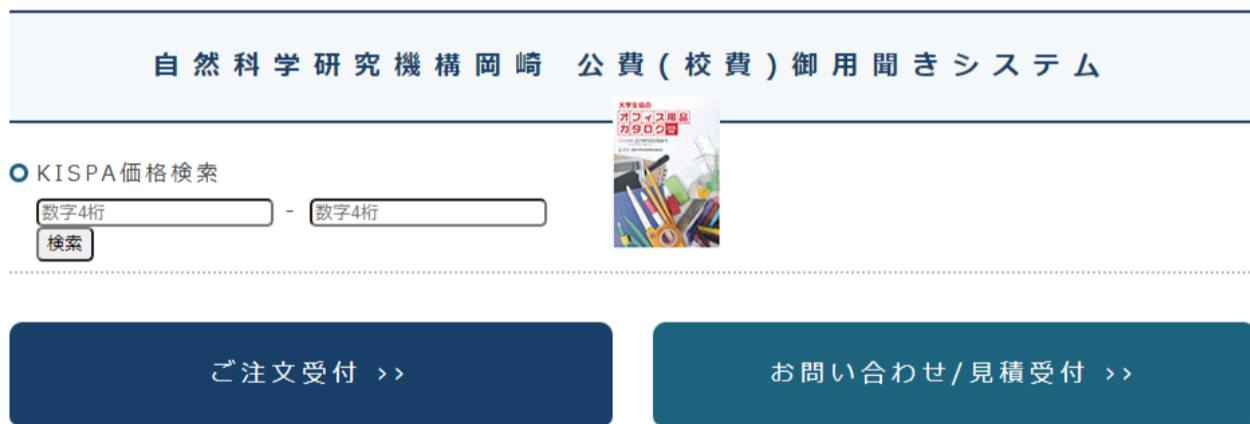 自然科学研究機構岡崎 公費(校費)御用聞きシステム
大学生協の
オフィス用品
カタログ
KISPA価格検索
数字4桁 - 数字4桁
検索
ご注文受付 >>
お問い合わせ/見積受付 >>